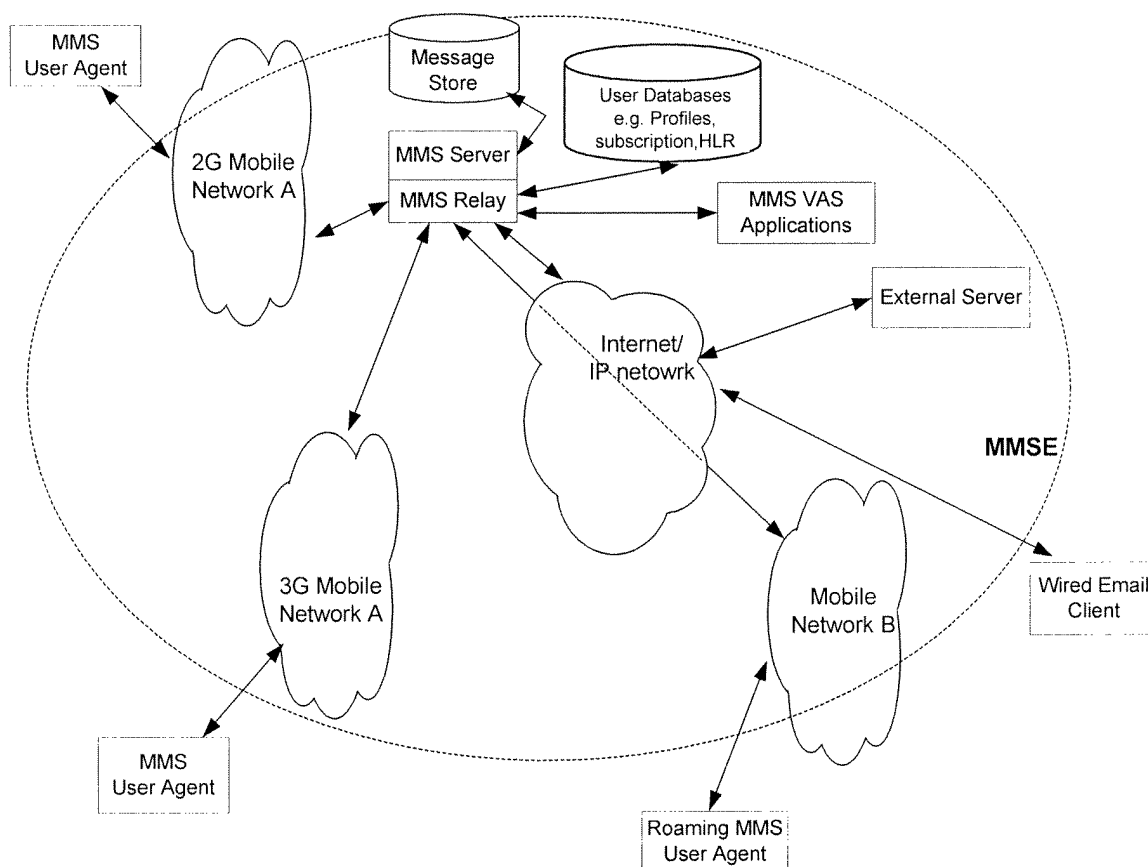 MMS
User Agent
Message
Store
User Databases
e.g. Profiles,
subscription,HLR
2G Mobile
Network A
MMS Server
MMS Relay
MMS VAS
Applications
External Server
Internet/
IP netowrk
MMSE
3G Mobile
Network A
Mobile
Network B
Wired Email
Client
MMS
User Agent
Roaming MMS
User Agent